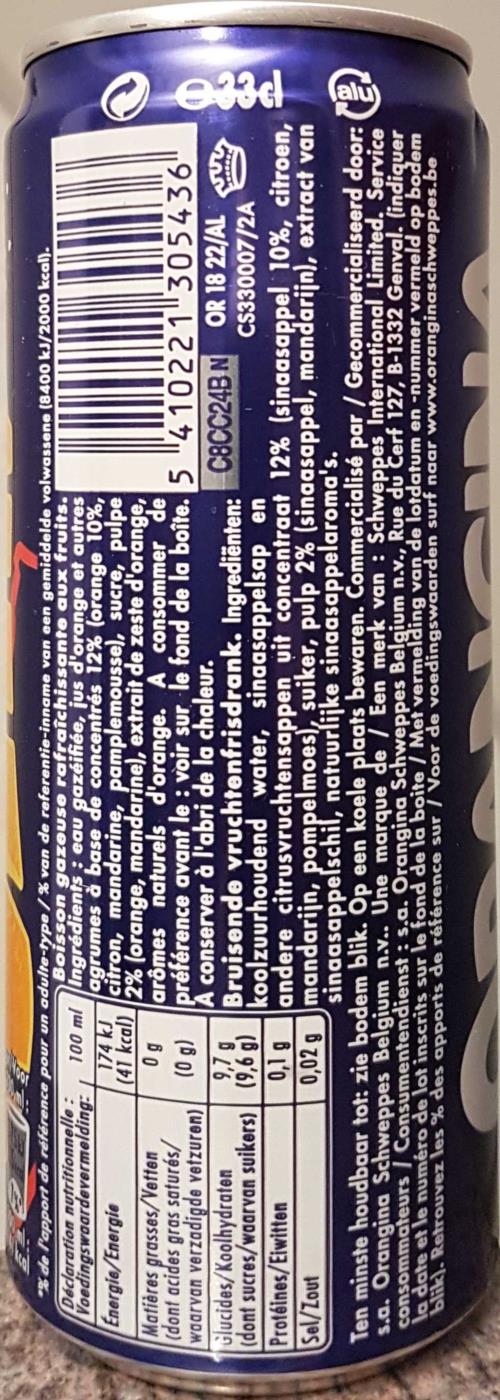 *% de l'apport de référence pour un adulte-type / % van de referentie-inname van een gemiddelde volwassene (8400 kJ/2000 kcal).
Déclaration nutritionnelle :
Voedingswaardevermelding: 100 ml
Énergie/Energie 174 kJ
(41 kcal)
Matières grasses/Vetten 0 g
(dont acides gras saturés/
waarvan verzadigde vetzuren) (0 g)
Glucides/Koolhydraten 9,7 g
(dont sucres/waarvan suikers) (9,6 g)
Protéines/Eiwitten 0,1 g
Sel/Zout 0,02 g
Boisson gazeuse rafraîchissante aux fruits.
Ingrédients : eau gazéifiée, jus d'orange et autres
agrumes à base de concentrés 12% (orange 10%,
citron, mandarine, pamplemousse), sucre, pulpe
2% (orange, mandarine), extrait de zeste d'orange,
arômes naturels d'orange. A consommer de
préférence avant le : voir sur le fond de la boîte.
A conserver à l'abri de la chaleur.
Bruisende vruchtenfrisdrank. Ingrediënten:
koolzuurhoudend water, sinaasappelsap en
andere citrusvruchtensappen uit concentraat 12% (sinaasappel 10%, citroen,
mandarijn, pompelmoes), suiker, pulp 2% (sinaasappel, mandarijn), extract van
sinaasappelschil, natuurlijke sinaasappelaroma's.
Ten minste houdbaar tot: zie bodem blik. Op een koele plaats bewaren. Commercialisé par / Gecommercialiseerd door:
s.a. Orangina Schweppes Belgium n.v.. Une marque de / Een merk van : Schweppes International Limited. Service
consommateurs / Consumentendienst : s.a. Orangina Schweppes Belgium n.v., Rue du Cerf 127, B-1332 Genval. (indiquer
la date et le numéro de lot inscrits sur le fond de la boîte / Met vermelding van de lotdatum en -nummer vermeld op bodem
blik). Retrouvez les % des apports de référence sur / Voor de voedingswaarden surf naar www.oranginaschweppes.be
5 410221 305436
C8CC24B N
OR 18 22/AL
CS330007/2A
033cl
alu